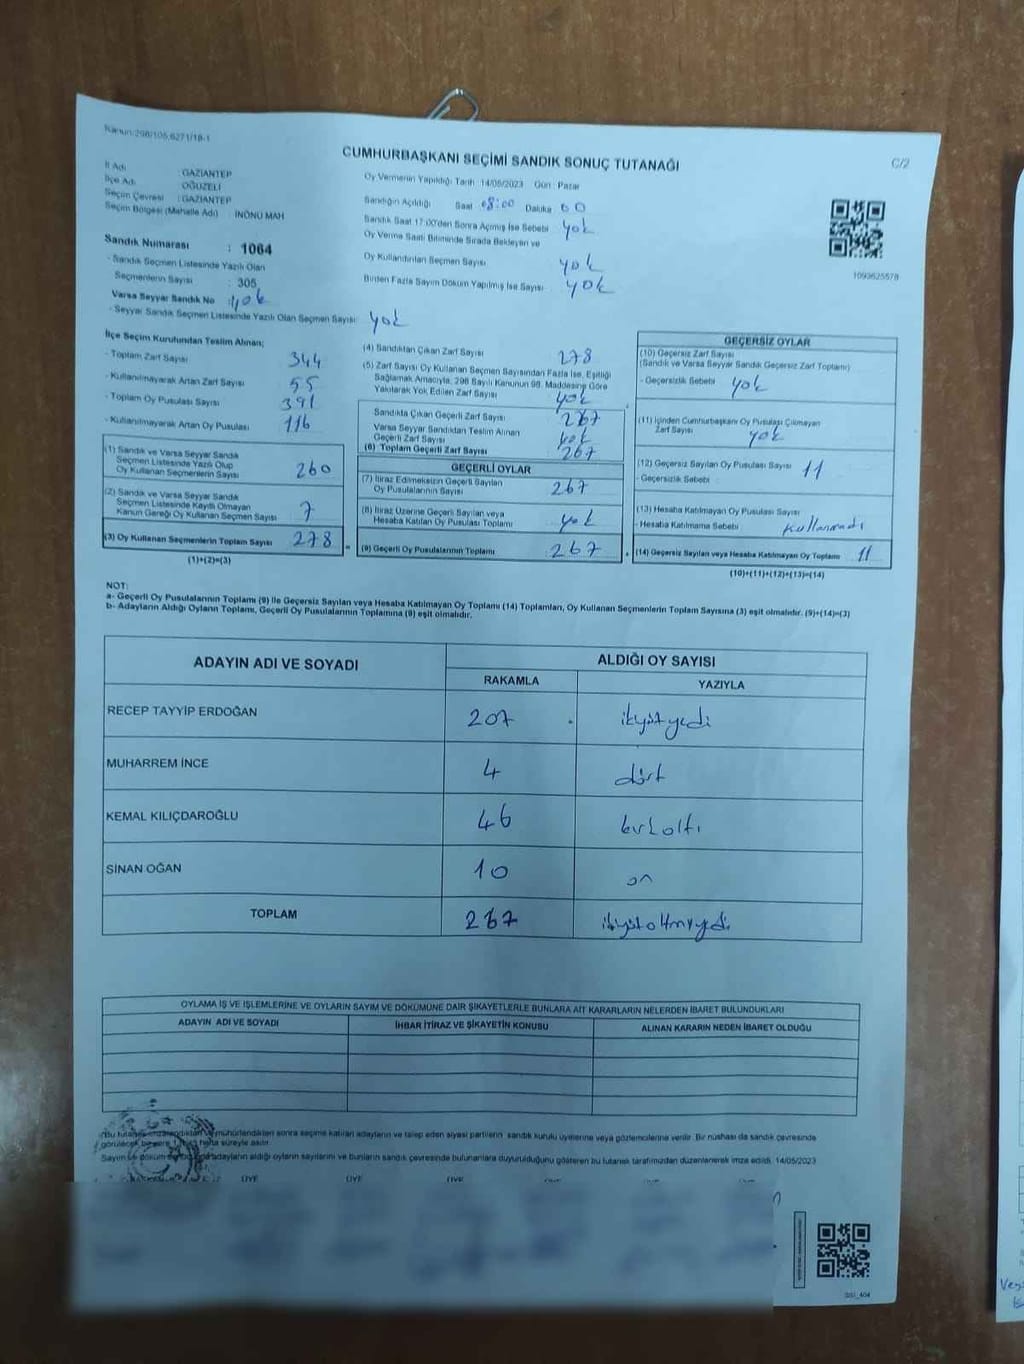 Kanun:298/105,6271/18-1
C/2
CUMHURBAŞKANI SEÇİMİ SANDIK SONUÇ TUTANAĞI
İl Adı : GAZİANTEP
İlçe Adı : OĞUZELİ
Seçim Çevresi : GAZİANTEP
Seçim Bölgesi (Mahalle Adı) : İNÖNÜ MAH
Sandık Numarası : 1064
- Sandık Seçmen Listesinde Yazılı Olan
Seçmenlerin Sayısı : 305
Varsa Seyyar Sandık No : yok
- Seyyar Sandık Seçmen Listesinde Yazılı Olan Seçmen Sayısı: yok
Oy Vermenin Yapıldığı Tarih 14/05/2023 Gün : Pazar
Sandığın Açıldığı Saat 08:00 Dakika 00
Sandık Saat 17:00'den Sonra Açılmış İse Sebebi yok
Oy Verme Saati Bitiminde Sırada Bekleyen ve
Oy Kullandırılan Seçmen Sayısı yok
Birden Fazla Sayım Döküm Yapılmış İse Sayısı yok
1093625578
İlçe Seçim Kurulundan Teslim Alınan;
- Toplam Zarf Sayısı 344
- Kullanılmayarak Artan Zarf Sayısı 55
- Toplam Oy Pusulası Sayısı 391
- Kullanılmayarak Artan Oy Pusulası 116
(1) Sandık ve Varsa Seyyar Sandık
Seçmen Listesinde Yazılı Olup
Oy Kullanan Seçmenlerin Sayısı 260
(2) Sandık ve Varsa Seyyar Sandık
Seçmen Listesinde Kayıtlı Olmayan
Kanun Gereği Oy Kullanan Seçmen Sayısı 7
(3) Oy Kullanan Seçmenlerin Toplam Sayısı 278
(1)+(2)=(3)
(4) Sandıktan Çıkan Zarf Sayısı 278
(5) Zarf Sayısı Oy Kullanan Seçmen Sayısından Fazla İse, Eşitliği
Sağlamak Amacıyla, 298 Sayılı Kanunun 98. Maddesine Göre
Yakılarak Yok Edilen Zarf Sayısı yok
Sandıkta Çıkan Geçerli Zarf Sayısı 267
Varsa Seyyar Sandıktan Teslim Alınan
Geçerli Zarf Sayısı yok
(6) Toplam Geçerli Zarf Sayısı 267
GEÇERLİ OYLAR
(7) İtiraz Edilmeksizin Geçerli Sayılan
Oy Pusulalarının Sayısı 267
(8) İtiraz Üzerine Geçerli Sayılan veya
Hesaba Katılan Oy Pusulası Toplamı yok
= (9) Geçerli Oy Pusulalarının Toplamı 267
GEÇERSİZ OYLAR
(10) Geçersiz Zarf Sayısı
(Sandık ve Varsa Seyyar Sandık Geçersiz Zarf Toplamı)
- Geçersizlik Sebebi yok
(11) İçinden Cumhurbaşkanı Oy Pusulası Çıkmayan
Zarf Sayısı yok
(12) Geçersiz Sayılan Oy Pusulası Sayısı 11
- Geçersizlik Sebebi
(13) Hesaba Katılmayan Oy Pusulası Sayısı
- Hesaba Katılmama Sebebi kullanmadı
+ (14) Geçersiz Sayılan veya Hesaba Katılmayan Oy Toplamı 11
(10)+(11)+(12)+(13)=(14)
NOT:
a- Geçerli Oy Pusulalarının Toplamı (9) ile Geçersiz Sayılan veya Hesaba Katılmayan Oy Toplamı (14) Toplamları, Oy Kullanan Seçmenlerin Toplam Sayısına (3) eşit olmalıdır. (9)+(14)=(3)
b- Adayların Aldığı Oyların Toplamı, Geçerli Oy Pusulalarının Toplamına (9) eşit olmalıdır.
ADAYIN ADI VE SOYADI
ALDIĞI OY SAYISI
RAKAMLA YAZIYLA
RECEP TAYYİP ERDOĞAN 207 ikiyüzyedi
MUHARREM İNCE 4 dört
KEMAL KILIÇDAROĞLU 46 kırkaltı
SİNAN OĞAN 10 on
TOPLAM 267 ikiyüzaltmışyedi
OYLAMA İŞ VE İŞLEMLERİNE VE OYLARIN SAYIM VE DÖKÜMÜNE DAİR ŞİKAYETLERLE BUNLARA AİT KARARLARIN NELERDEN İBARET BULUNDUKLARI
ADAYIN ADI VE SOYADI İHBAR İTİRAZ VE ŞİKAYETİN KONUSU ALINAN KARARIN NEDEN İBARET OLDUĞU
mühürlendikten sonra seçime katılan adayların ve talep eden siyasi partilerin sandık kurulu üyelerine veya gözlemcilerine verilir. Bir nüshası da sandık çevresinde
hafta süreyle asılır.
Sayım ve döküm adayların aldığı oyların sayılarını ve bunların sandık çevresinde bulunanlara duyurulduğunu gösteren bu tutanak tarafımızdan düzenlenerek imza edildi. 14/05/2023
ÜYE ÜYE ÜYE